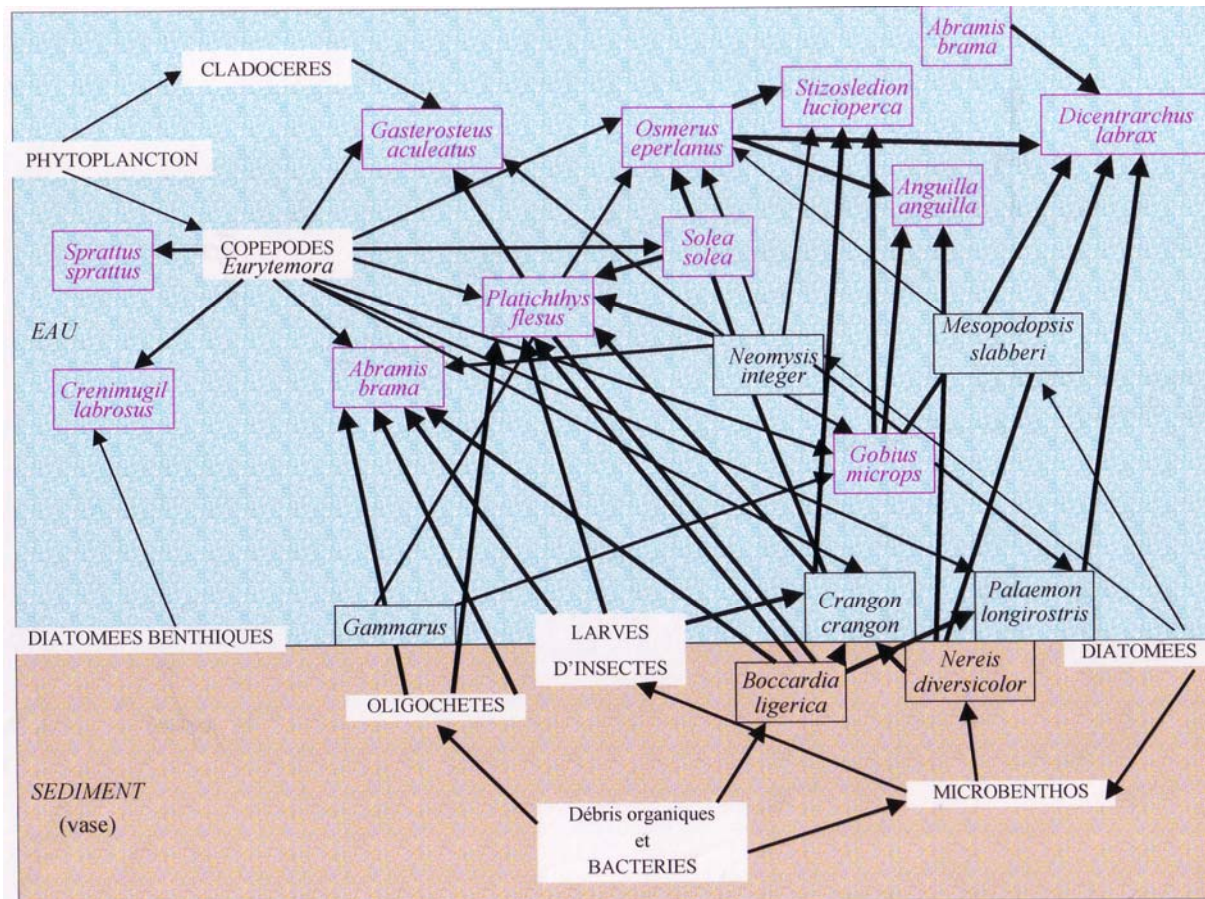 Abramis
brama
CLADOCERES
Stizosledion
lucioperca
Gasterosteus
aculeatus
Osmerus
eperlanus
Dicentrarchus
labrax
PHYTOPLANCTON
Anguilla
anguilla
Sprattus
sprattus
COPEPODES
Eurytemora
Solea
solea
Platichthys
flesus
EAU
Mesopodopsis
slabberi
Neomysis
integer
Abramis
brama
Crenimugil
labrosus
Gobius
microps
DIATOMEES BENTHIQUES
Gammarus
LARVES
D'INSECTES
Crangon
crangon
Palaemon
longirostris
DIATOMEES
OLIGOCHETES
Boccardia
ligerica
Nereis
diversicolor
SEDIMENT
(vase)
MICROBENTHOS
Débris organiques
et
BACTERIES